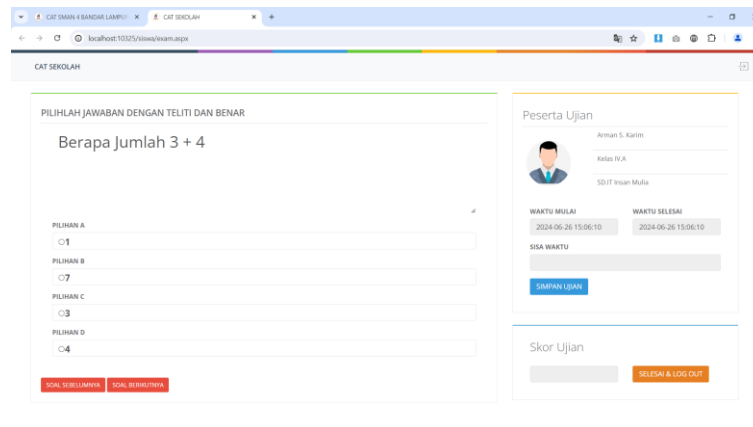 CAT SMAN 4 BANDAR LAMPU
CAT SEKOLAH
localhost:10325/siswa/exam.aspx
CAT SEKOLAH
PILIHLAH JAWABAN DENGAN TELITI DAN BENAR
Berapa Jumlah 3 + 4
PILIHAN A
1
PILIHAN B
7
PILIHAN C
3
PILIHAN D
4
SOAL SEBELUMNYA
SOAL BERIKUTNYA
Peserta Ujian
Arman S. Karim
Kelas IV.A
SD.IT Insan Mulia
WAKTU MULAI
WAKTU SELESAI
2024-06-26 15:06:10
2024-06-26 15:06:10
SISA WAKTU
SIMPAN UJIAN
Skor Ujian
SELESAI & LOG OUT